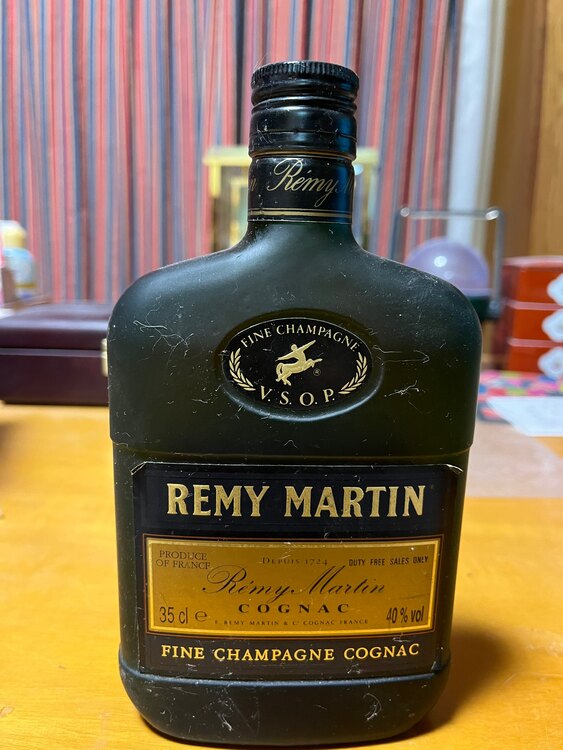 Rémy M
FINE CHAMPAGNE
®
V.S.O.P.
REMY MARTIN
PRODUCE
OF FRANCE
DEPUIS 1724
DUTY FREE SALES ONLY
Rémy Martin
COGNAC
35 cl e
40% vol
E. REMY MARTIN & Cº COGNAC FRANCE
FINE CHAMPAGNE COGNAC